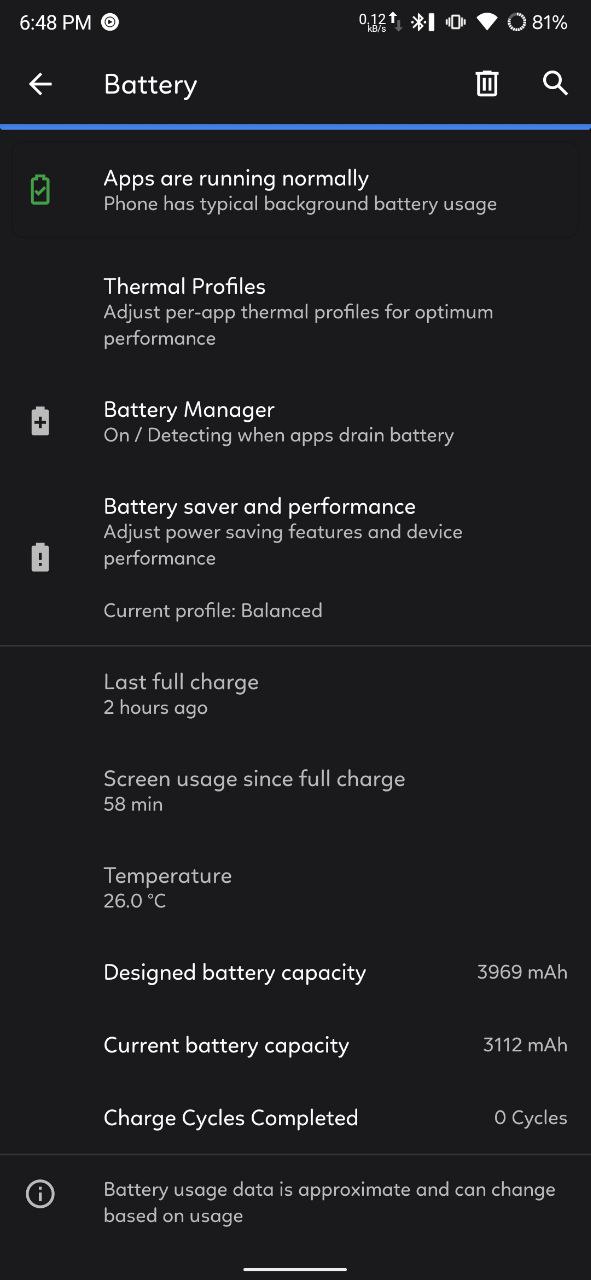 6:48 PM 0.12 kB/s 81%
Battery
Apps are running normally
Phone has typical background battery usage
Thermal Profiles
Adjust per-app thermal profiles for optimum
performance
Battery Manager
On / Detecting when apps drain battery
Battery saver and performance
Adjust power saving features and device
performance
Current profile: Balanced
Last full charge
2 hours ago
Screen usage since full charge
58 min
Temperature
26.0 °C
Designed battery capacity 3969 mAh
Current battery capacity 3112 mAh
Charge Cycles Completed 0 Cycles
Battery usage data is approximate and can change
based on usage